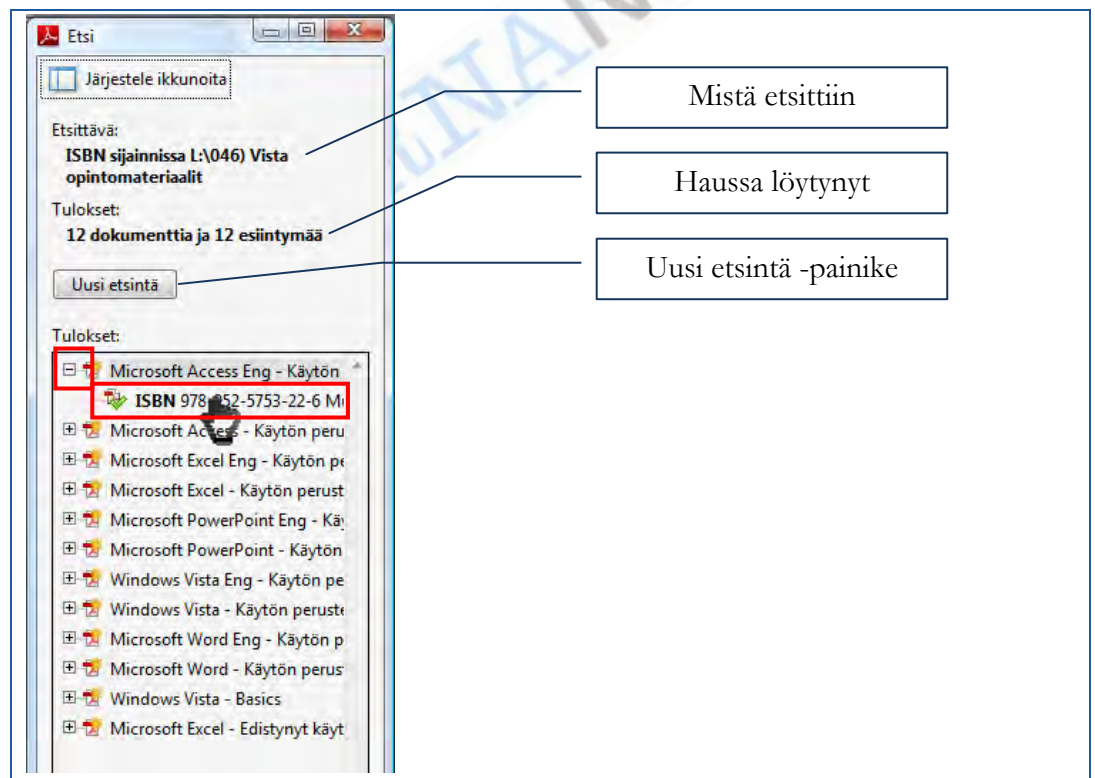 Etsi
Järjestele ikkunoita
Etsittävä:
ISBN sijainnissa L:\046) Vista
opintomateriaalit
Tulokset:
12 dokumenttia ja 12 esiintymää
Uusi etsintä
Tulokset:
Microsoft Access Eng - Käytön
ISBN 978-952-5753-22-6
Microsoft Access - Käytön peru
Microsoft Excel Eng - Käytön pe
Microsoft Excel - Käytön perust
Microsoft PowerPoint Eng - Käy
Microsoft PowerPoint - Käytön
Windows Vista Eng - Käytön pe
Windows Vista - Käytön peruste
Microsoft Word Eng - Käytön p
Microsoft Word - Käytön perus
Windows Vista - Basics
Microsoft Excel - Edistynyt käyt
Mistä etsittiin
Haussa löytynyt
Uusi etsintä -painike